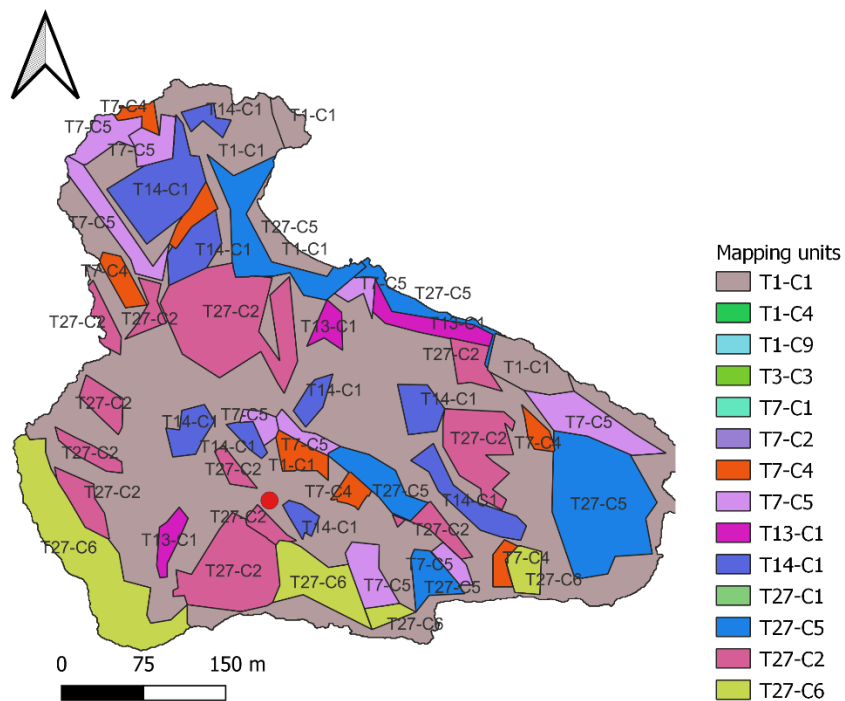 T7-C4
T14-C1
T1-C1
T7-C5
T7-C5
T1-C1
T14-C1
T7-C5
T27-C5
T14-C1
T1-C1
T7-C4
T7-C5
T27-C5
T27-C2
T27-C2
T13-C1
T13-C1
T27-C2
T1-C1
T27-C2
T14-C1
T14-C1
T14-C1
T7-C5
T7-C5
T27-C2
T14-C1
T7-C5
T7-C4
T27-C2
T1-C1
T27-C2
T27-C2
T7-C4
T27-C5
T14-C1
T27-C5
T27-C2
T14-C1
T27-C2
T13-C1
T27-C6
T7-C4
T27-C2
T27-C6
T7-C5
T7-C5
T27-C5
T27-C6
T27-C6
0 75 150 m
Mapping units
T1-C1
T1-C4
T1-C9
T3-C3
T7-C1
T7-C2
T7-C4
T7-C5
T13-C1
T14-C1
T27-C1
T27-C5
T27-C2
T27-C6